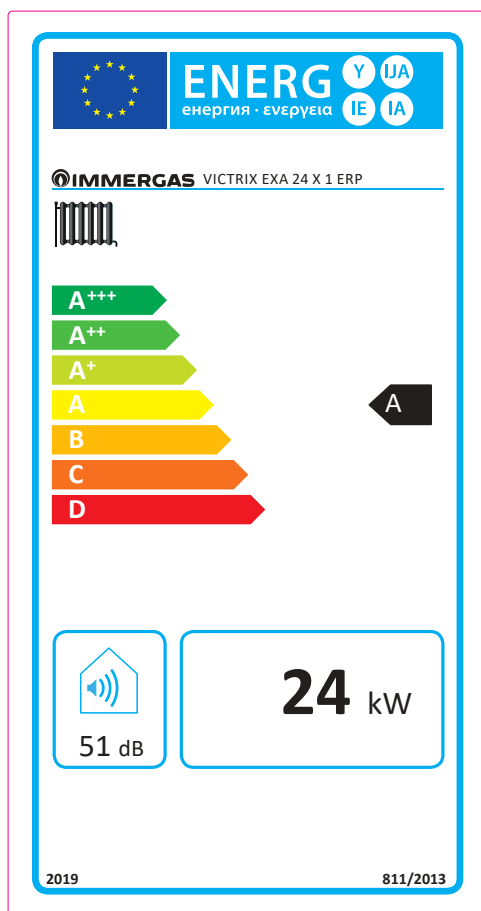 ENERG Y IJA
енергия · ενεργεια IE IA
IMMERGAS VICTRIX EXA 24 X 1 ERP
A+++
A++
A+
A A
B
C
D
24 kW
51 dB
2019 811/2013